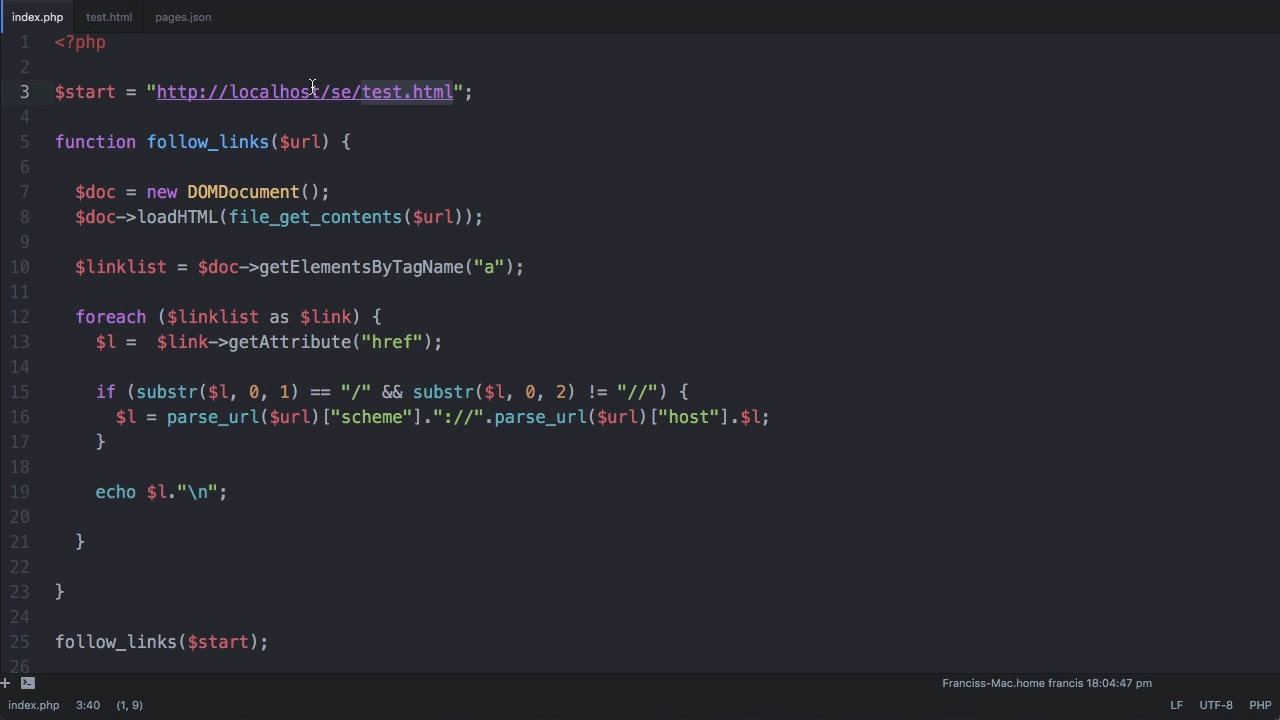 index.php test.html pages.json
1 <?php
2
3 $start = "http://localhost/se/test.html";
4
5 function follow_links($url) {
6
7 $doc = new DOMDocument();
8 $doc->loadHTML(file_get_contents($url));
9
10 $linklist = $doc->getElementsByTagName("a");
11
12 foreach ($linklist as $link) {
13 $l =  $link->getAttribute("href");
14
15 if (substr($l, 0, 1) == "/" && substr($l, 0, 2) != "//") {
16 $l = parse_url($url)["scheme"]."://".parse_url($url)["host"].$l;
17 }
18
19 echo $l."\n";
20
21 }
22
23 }
24
25 follow_links($start);
26
+ Franciss-Mac.home francis 18:04:47 pm
index.php 3:40 (1, 9) LF UTF-8 PHP